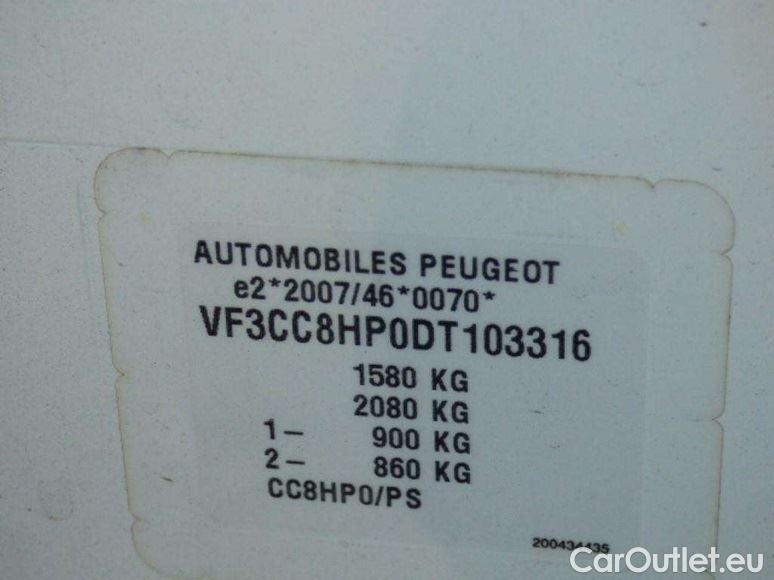 AUTOMOBILES PEUGEOT
e2*2007/46*0070*
VF3CC8HP0DT103316
1580 KG
2080 KG
1- 900 KG
2- 860 KG
CC8HP0/PS
200434435
CarOutlet.eu